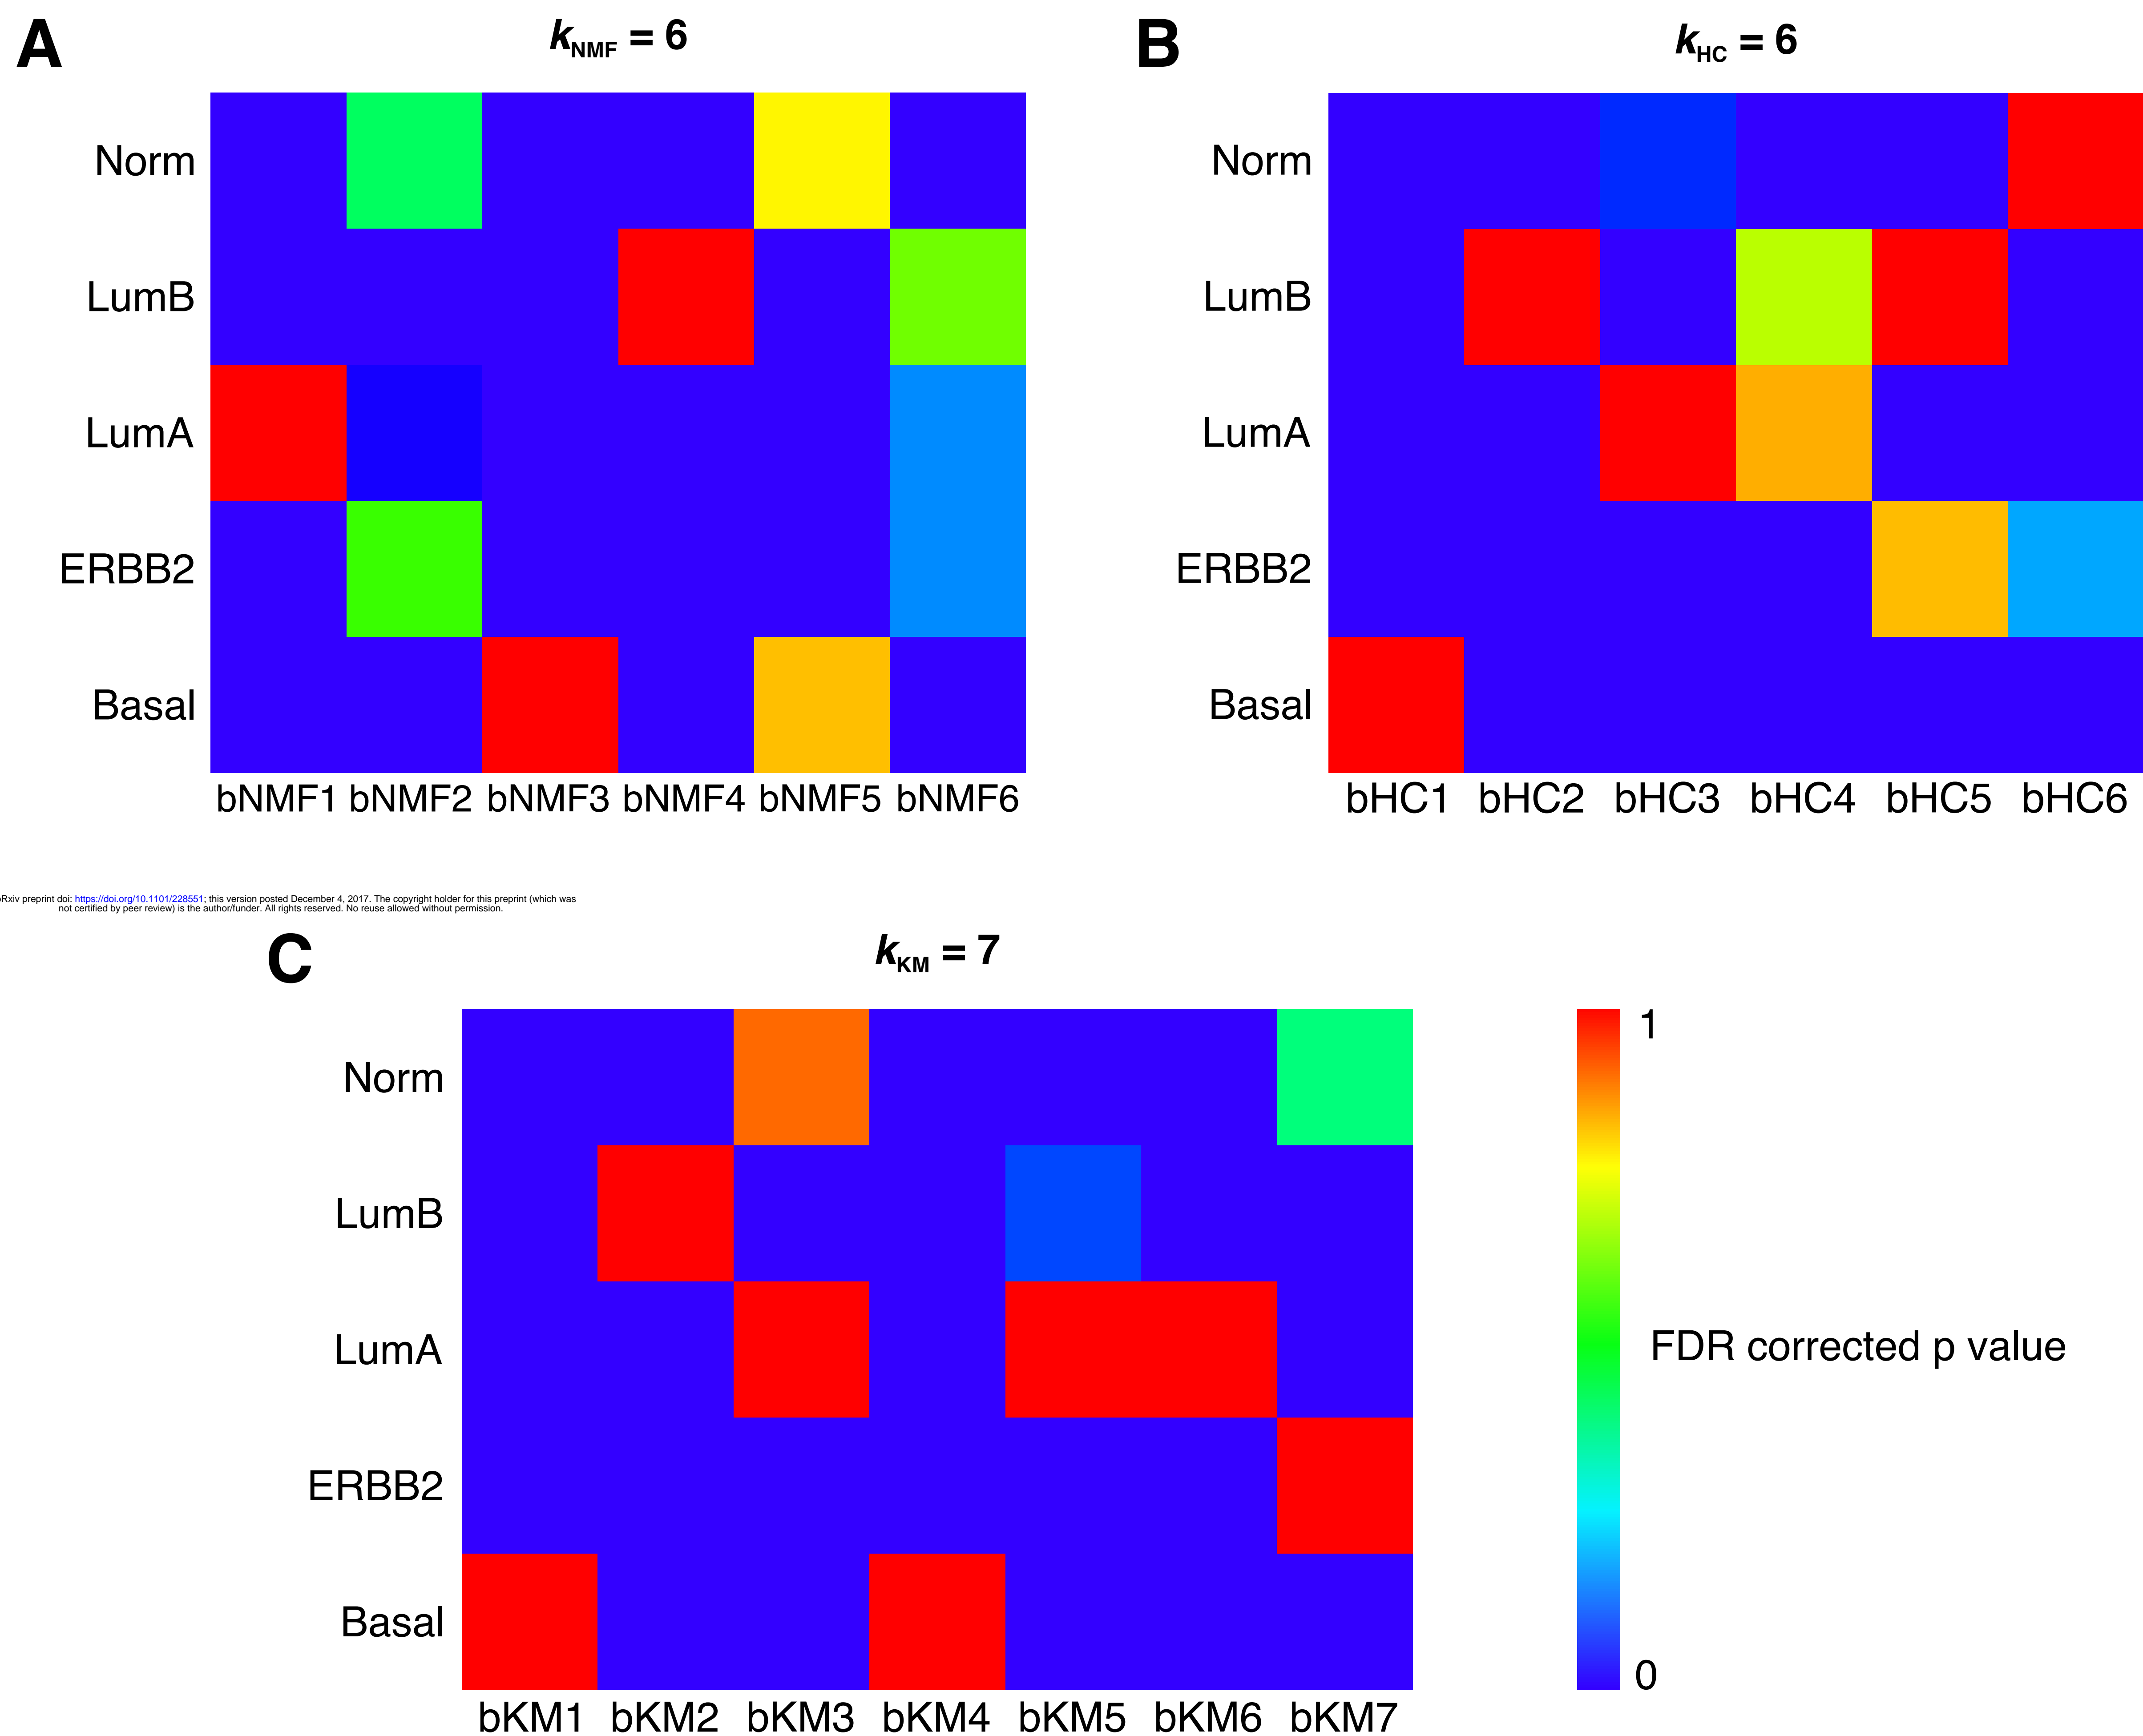 A
kNMF = 6
Norm
LumB
LumA
ERBB2
Basal
bNMF1 bNMF2 bNMF3 bNMF4 bNMF5 bNMF6
B
kHC = 6
Norm
LumB
LumA
ERBB2
Basal
bHC1 bHC2 bHC3 bHC4 bHC5 bHC6
Rxiv preprint doi: https://doi.org/10.1101/228551; this version posted December 4, 2017. The copyright holder for this preprint (which was
not certified by peer review) is the author/funder. All rights reserved. No reuse allowed without permission.
C
kKM = 7
Norm
LumB
LumA
ERBB2
Basal
bKM1 bKM2 bKM3 bKM4 bKM5 bKM6 bKM7
1
FDR corrected p value
0